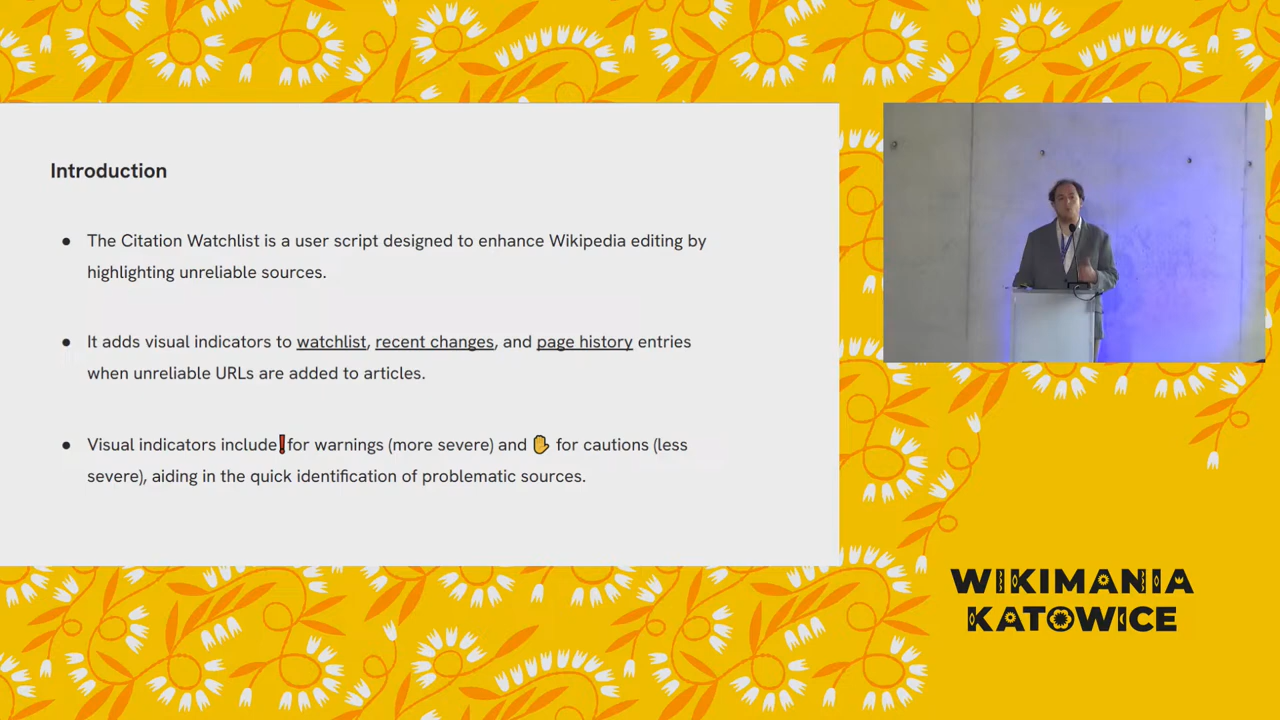 Introduction
● The Citation Watchlist is a user script designed to enhance Wikipedia editing by
highlighting unreliable sources.
● It adds visual indicators to watchlist, recent changes, and page history entries
when unreliable URLs are added to articles.
● Visual indicators include❗for warnings (more severe) and ✋ for cautions (less
severe), aiding in the quick identification of problematic sources.
WIKIMANIA
KATOWICE